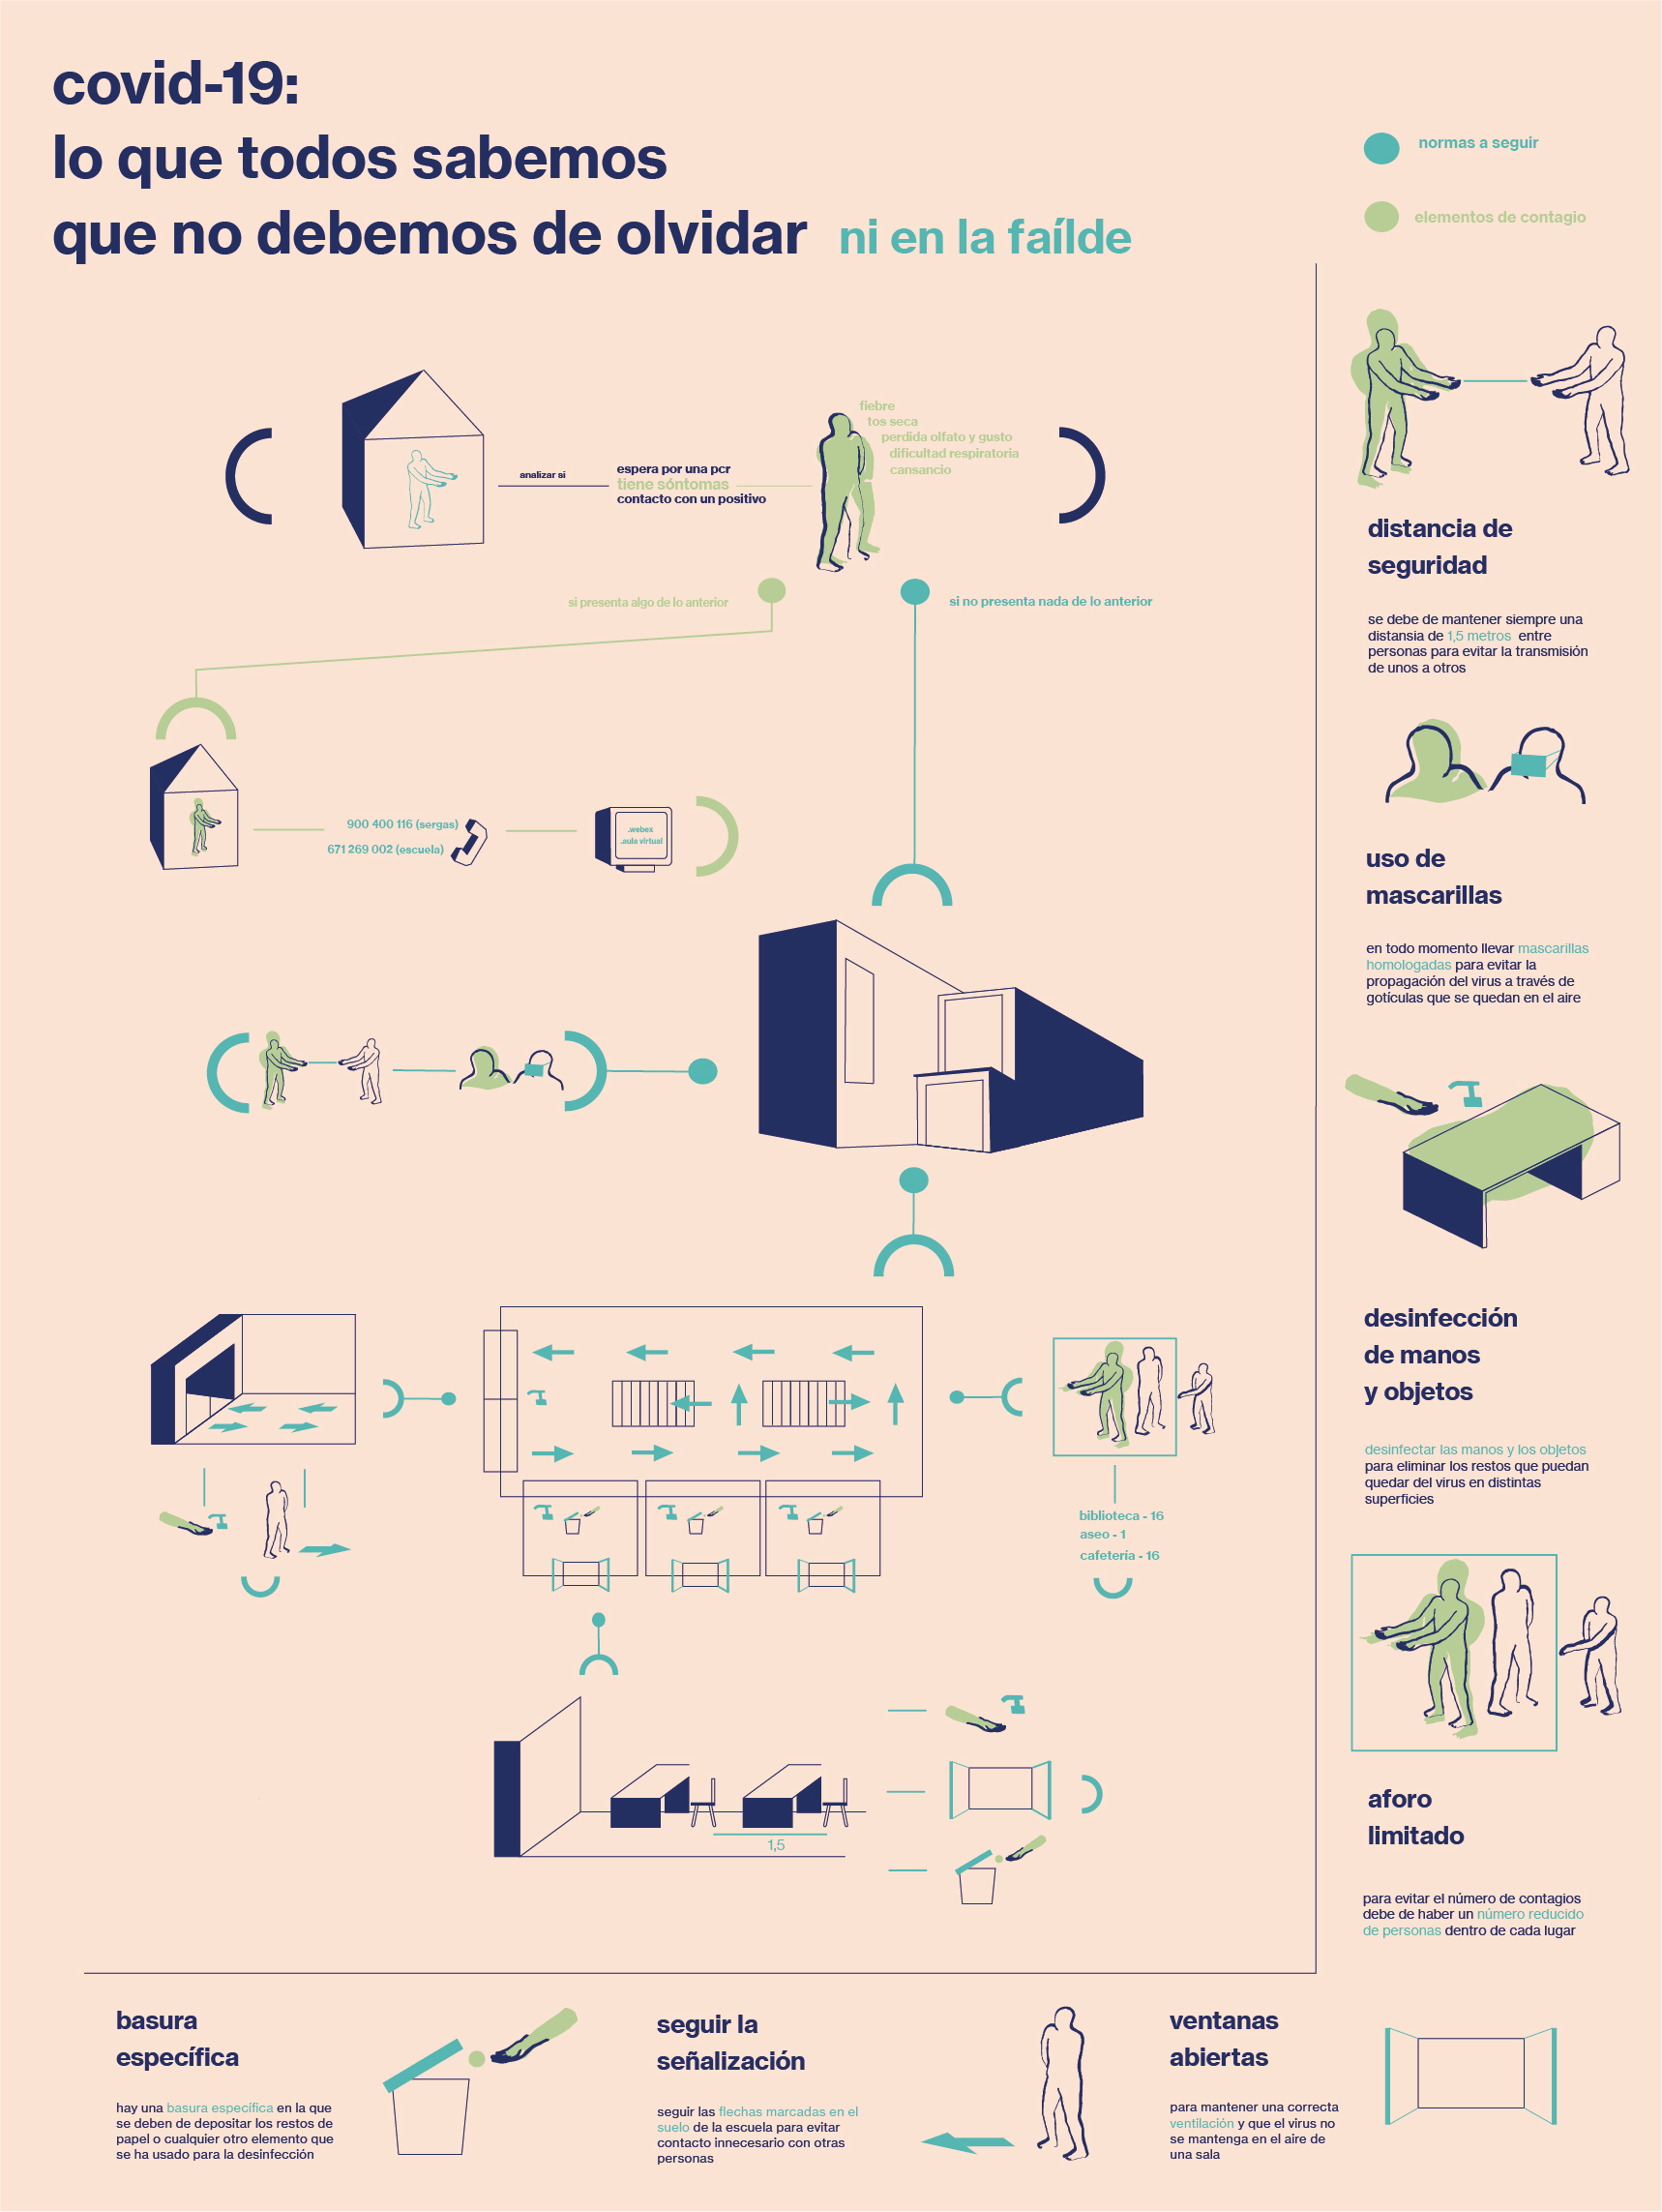 covid-19:
lo que todos sabemos
que no debemos de olvidar ni en la faílde
normas a seguir
elementos de contagio
analizar si
espera por una pcr
tiene sóntomas
contacto con un positivo
fiebre
tos seca
perdida olfato y gusto
dificultad respiratoria
cansancio
si presenta algo de lo anterior
si no presenta nada de lo anterior
900 400 116 (sergas)
671 269 002 (escuela)
.webex
.aula virtual
biblioteca - 16
aseo - 1
cafetería - 16
1,5
distancia de
seguridad
se debe de mantener siempre una
distansia de 1,5 metros entre
personas para evitar la transmisión
de unos a otros
uso de
mascarillas
en todo momento llevar mascarillas
homologadas para evitar la
propagación del virus a través de
gotículas que se quedan en el aire
desinfección
de manos
y objetos
desinfectar las manos y los objetos
para eliminar los restos que puedan
quedar del virus en distintas
superficies
aforo
limitado
para evitar el número de contagios
debe de haber un número reducido
de personas dentro de cada lugar
basura
específica
hay una basura específica en la que
se deben de depositar los restos de
papel o cualquier otro elemento que
se ha usado para la desinfección
seguir la
señalización
seguir las flechas marcadas en el
suelo de la escuela para evitar
contacto innecesario con otras
personas
ventanas
abiertas
para mantener una correcta
ventilación y que el virus no
se mantenga en el aire de
una sala